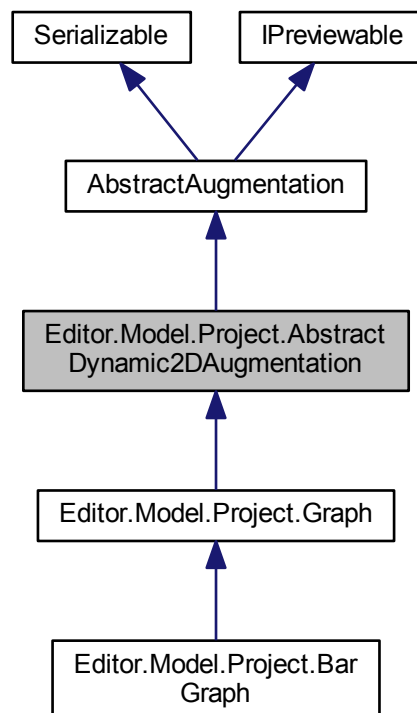 Serializable
IPreviewable
AbstractAugmentation
Editor.Model.Project.Abstract
Dynamic2DAugmentation
Editor.Model.Project.Graph
Editor.Model.Project.Bar
Graph